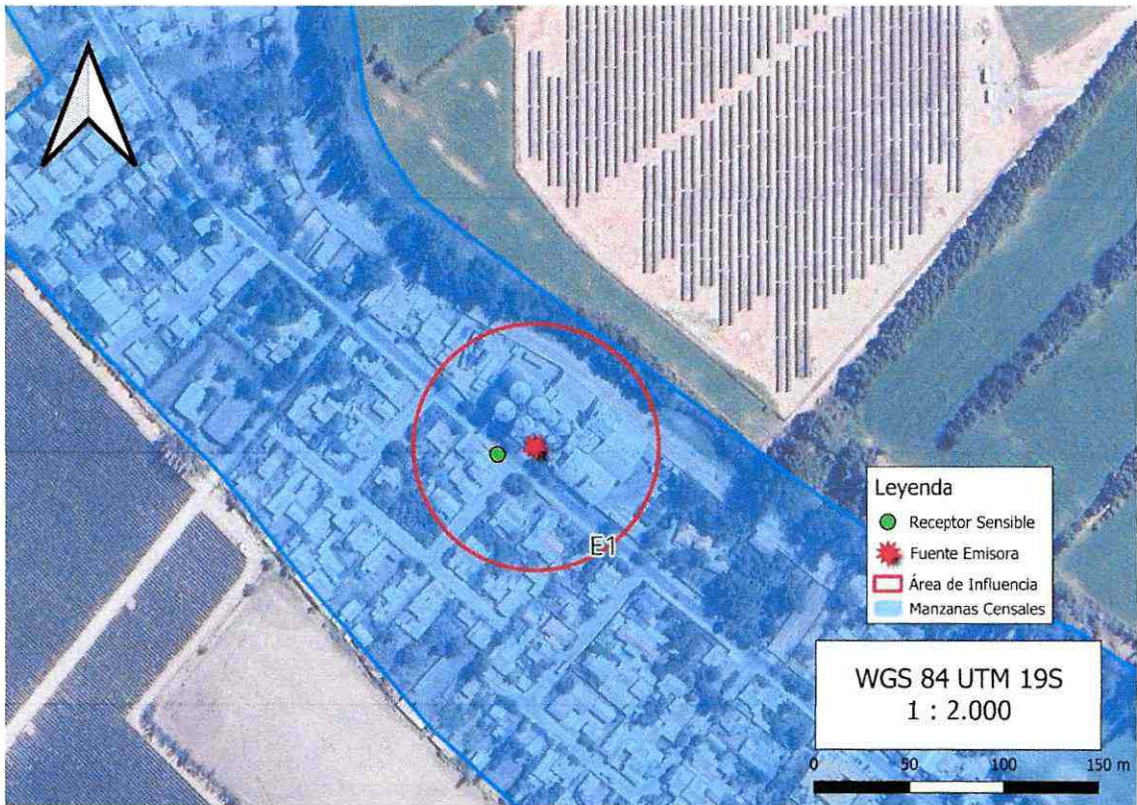 E1
Leyenda
Receptor Sensible
Fuente Emisora
Área de Influencia
Manzanas Censales
WGS 84 UTM 19S
1 : 2.000
0 50 100 150 m